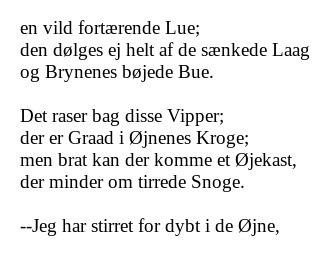 en vild fortærende Lue;
den dølges ej helt af de sænkede Laag
og Brynenes bøjede Bue.

Det raser bag disse Vipper;
der er Graad i Øjnenes Kroge;
men brat kan der komme et Øjekast,
der minder om tirrede Snoge.

--Jeg har stirret for dybt i de Øjne,